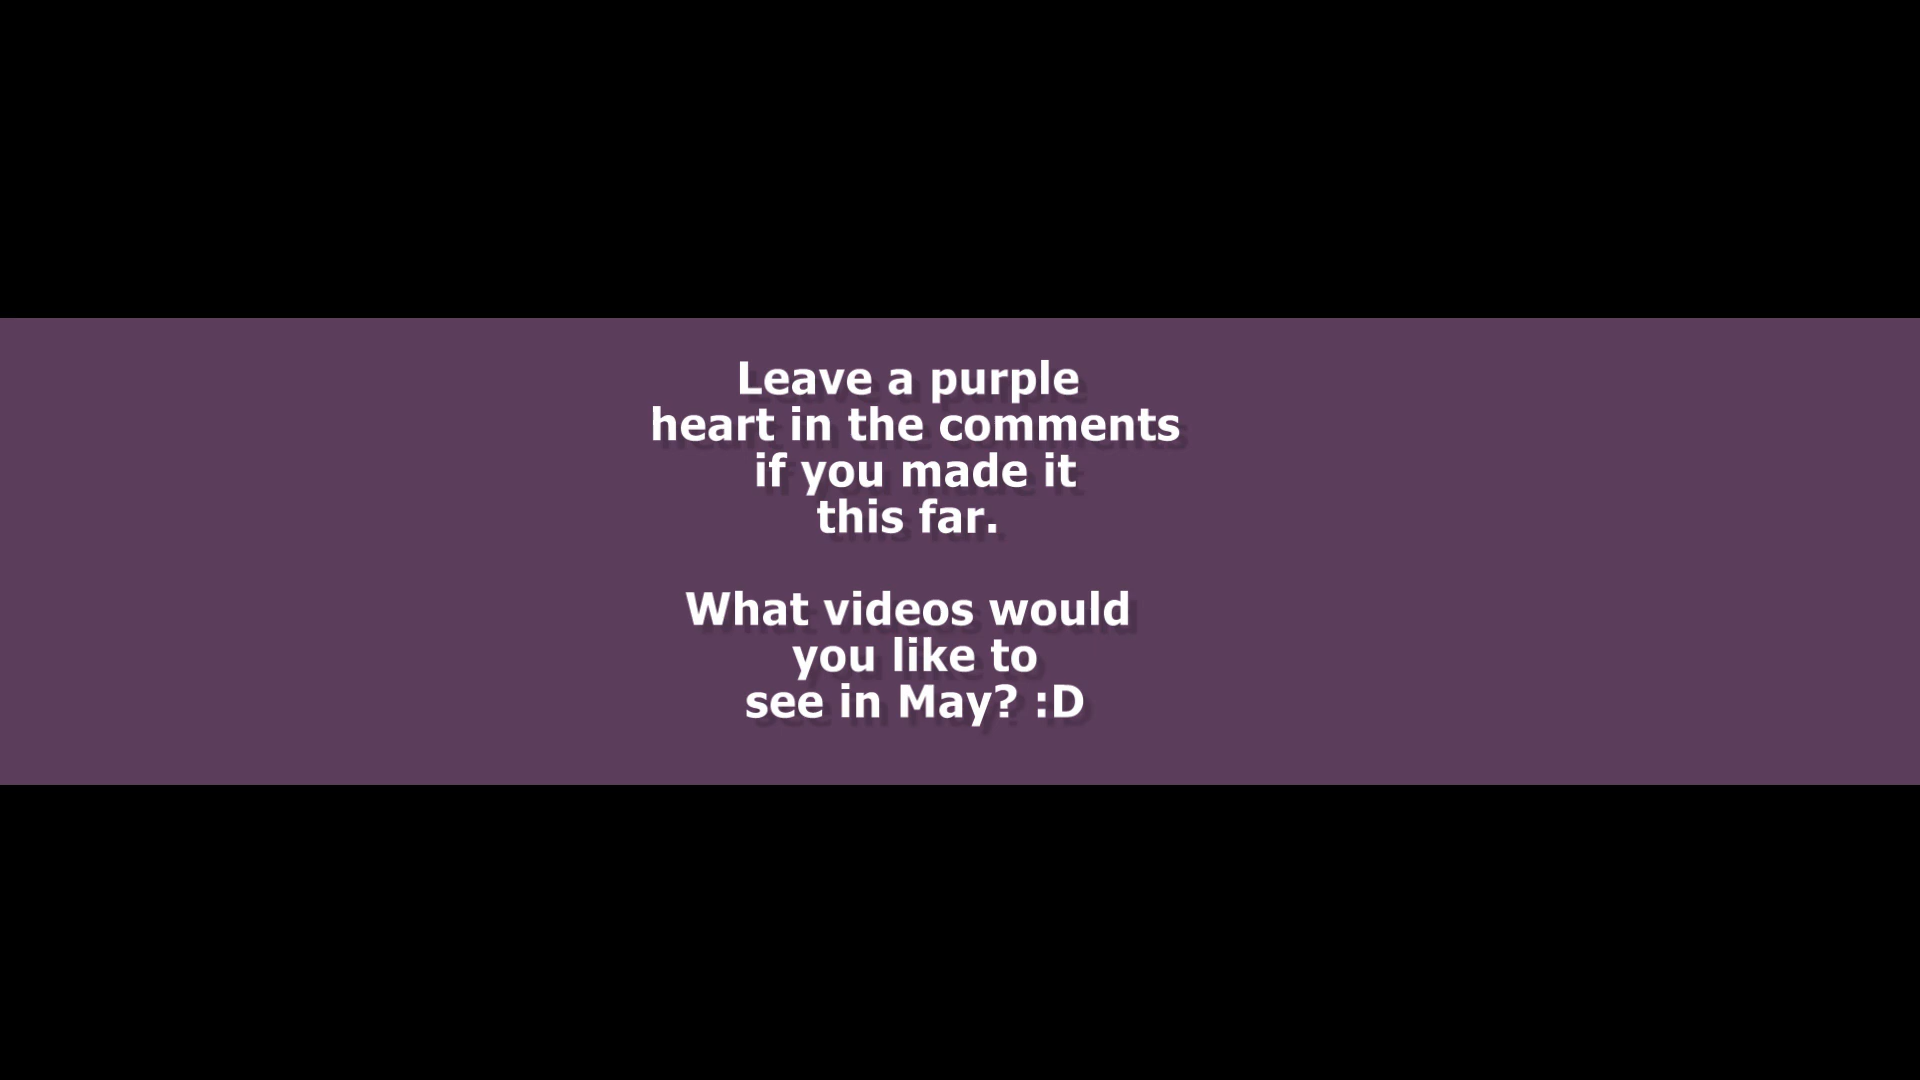 Leave a purple
heart in the comments
if you made it
this far.
What videos would
you like to
see in May? :D